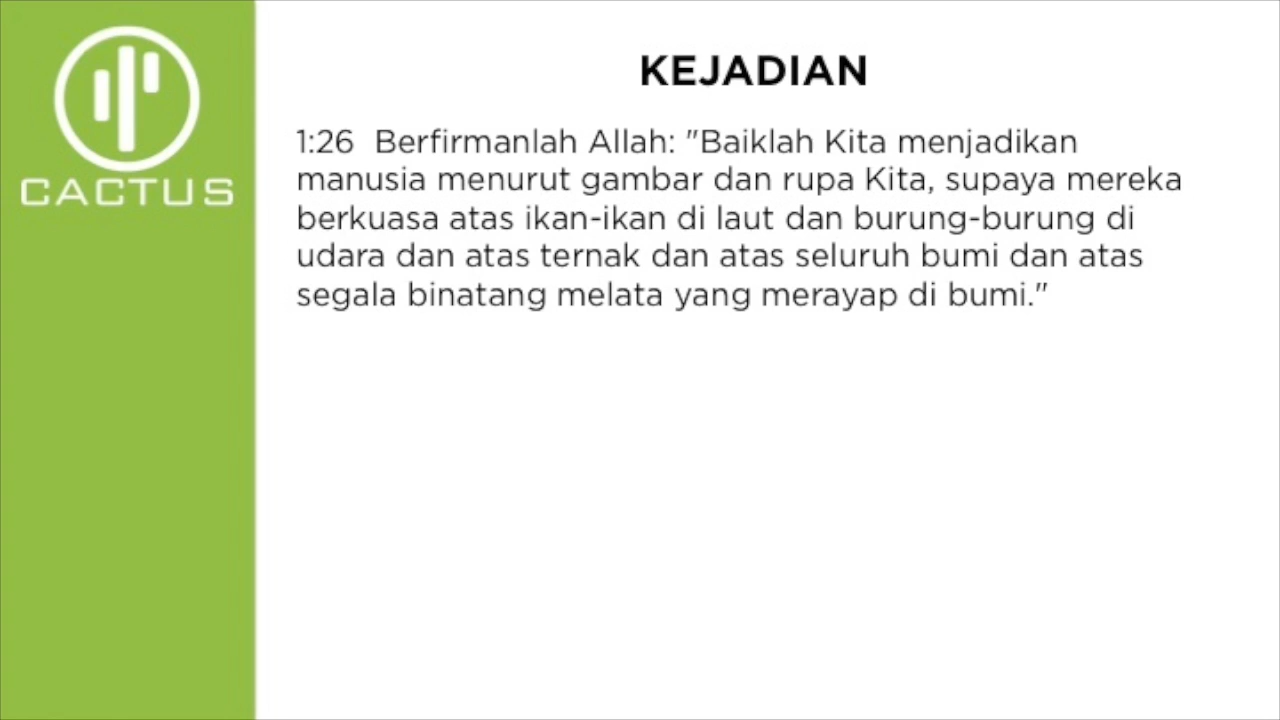 CACTUS
KEJADIAN
1:26 Berfirmanlah Allah: "Baiklah Kita menjadikan
manusia menurut gambar dan rupa Kita, supaya mereka
berkuasa atas ikan-ikan di laut dan burung-burung di
udara dan atas ternak dan atas seluruh bumi dan atas
segala binatang melata yang merayap di bumi."